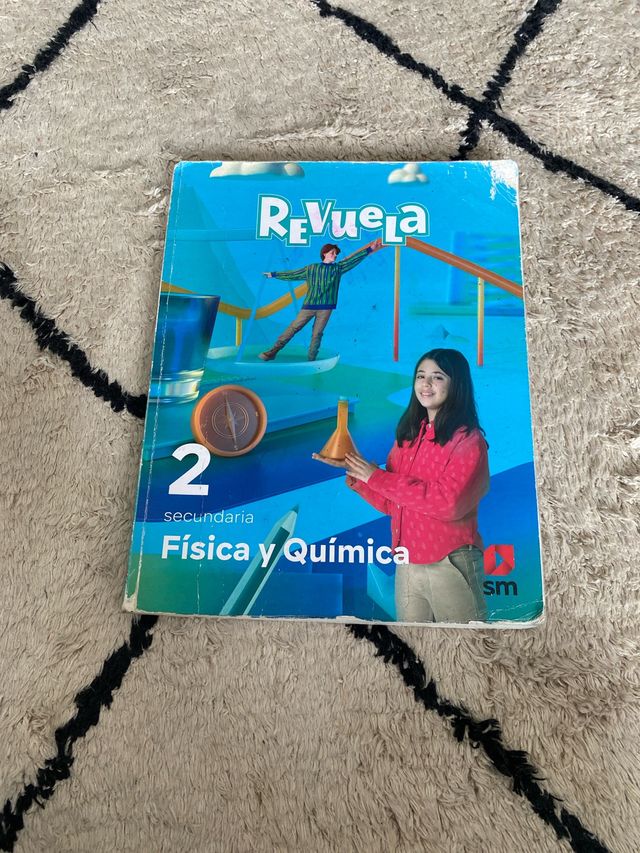 ReVueLa
2
secundaria
Física y Química
sm